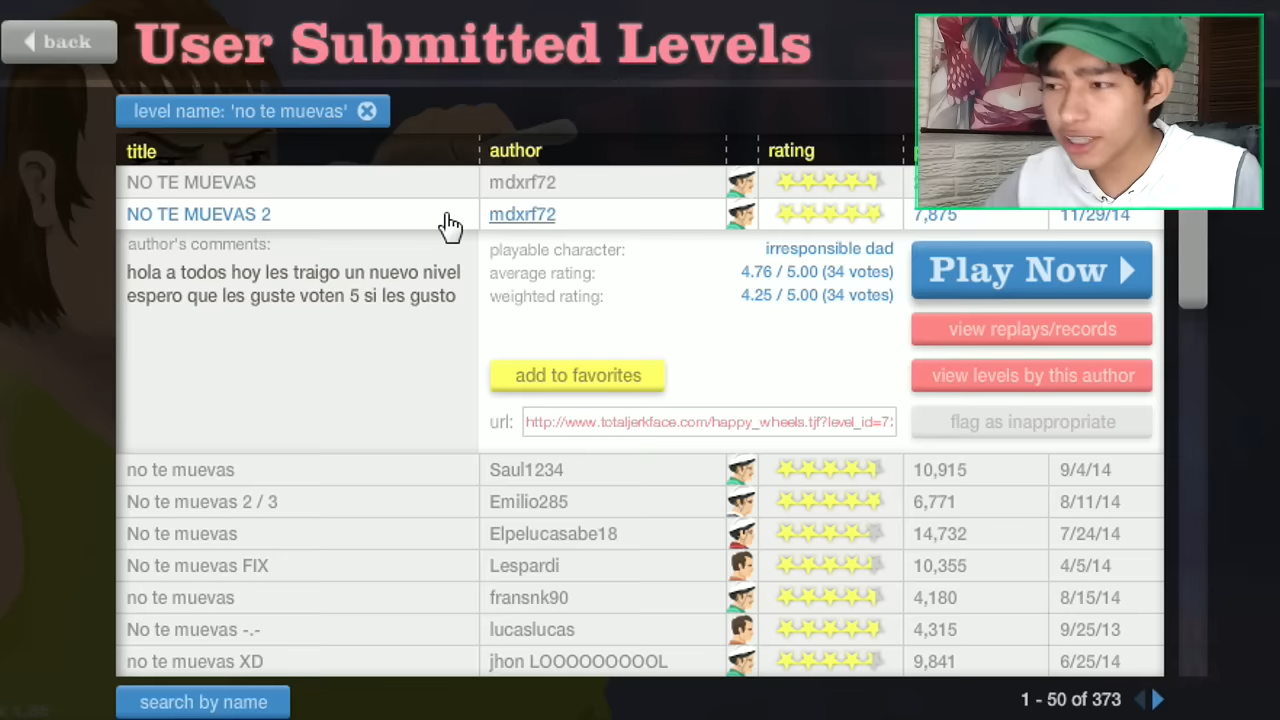 back
User Submitted Levels
level name: 'no te muevas'
title author rating
NO TE MUEVAS mdxrf72
NO TE MUEVAS 2 mdxrf72 7,875 11/29/14
author's comments:
hola a todos hoy les traigo un nuevo nivel
espero que les guste voten 5 si les gusto
playable character: irresponsible dad
average rating: 4.76 / 5.00 (34 votes)
weighted rating: 4.25 / 5.00 (34 votes)
Play Now
view replays/records
add to favorites
view levels by this author
url: http://www.totaljerkface.com/happy_wheels.tjf?level_id=7
flag as inappropriate
no te muevas Saul1234 10,915 9/4/14
No te muevas 2 / 3 Emilio285 6,771 8/11/14
No te muevas Elpelucasabe18 14,732 7/24/14
No te muevas FIX Lespardi 10,355 4/5/14
no te muevas fransnk90 4,180 8/15/14
No te muevas -.- lucaslucas 4,315 9/25/13
no te muevas XD jhon LOOOOOOOOOL 9,841 6/25/14
search by name
1 - 50 of 373